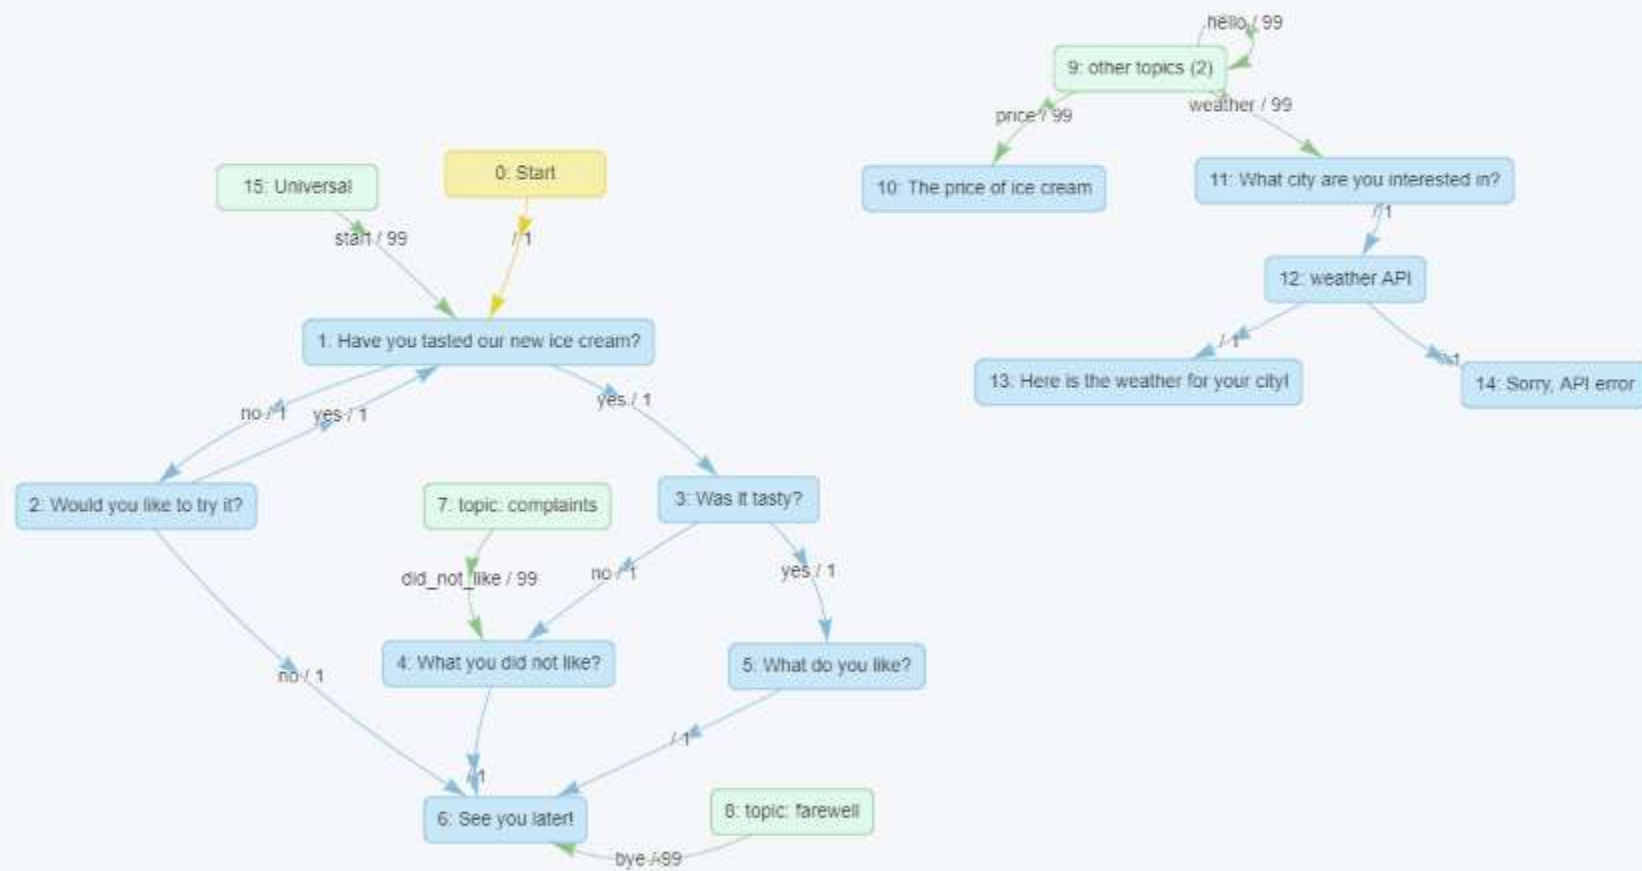 hello / 99
9: other topics (2)
price / 99
weather / 99
15: Universal
0: Start
10: The price of ice cream
11: What city are you interested in?
start / 99
/ 1
/ 1
12: weather API
1: Have you tasted our new ice cream?
/ 1
/ 1
13: Here is the weather for your city!
14: Sorry, API error
no / 1
yes / 1
yes / 1
2: Would you like to try it?
7: topic: complaints
3: Was it tasty?
did_not_like / 99
no / 1
yes / 1
4: What you did not like?
5: What do you like?
no / 1
/ 1
/ 1
6: See you later!
8: topic: farewell
bye / 99